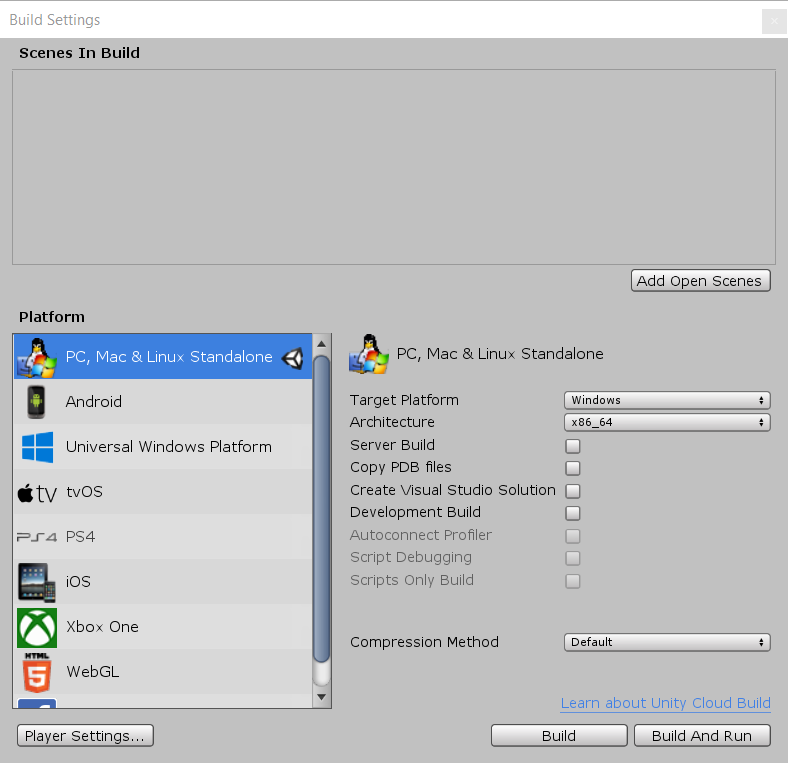 Build Settings
Scenes In Build
Add Open Scenes
Platform
PC, Mac & Linux Standalone
Android
Universal Windows Platform
tv
tvOS
PS4
PS4
iOS
Xbox One
HTML
5
WebGL
PC, Mac & Linux Standalone
Target Platform Windows
Architecture x86_64
Server Build
Copy PDB files
Create Visual Studio Solution
Development Build
Autoconnect Profiler
Script Debugging
Scripts Only Build
Compression Method Default
Learn about Unity Cloud Build
Player Settings...
Build
Build And Run